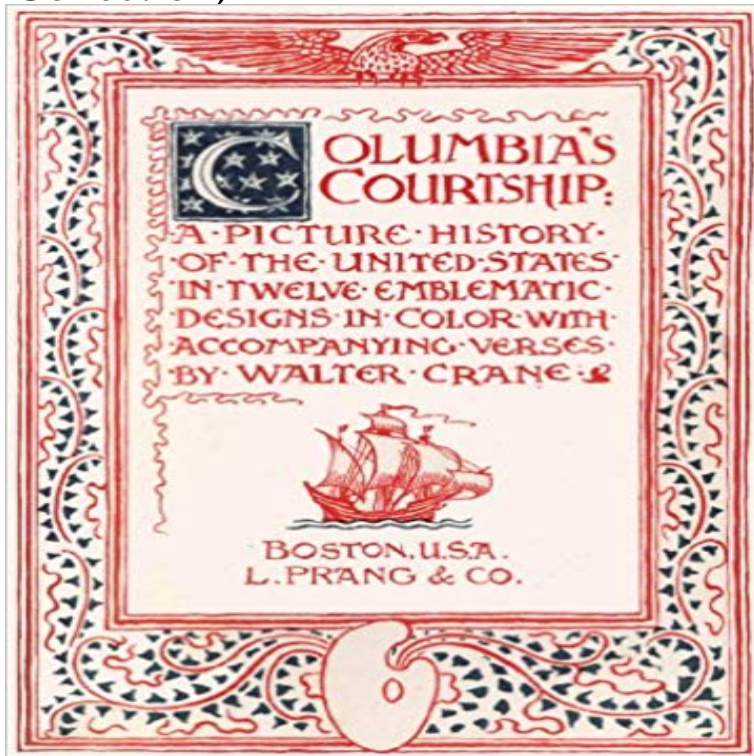 COLUMBIA'S
COURTSHIP:
A·PICTURE·HISTORY·
·OF·THE·UNITED·STATES·
IN·TWELVE·EMBLEMATIC·
DESIGNS·IN·COLOR·WITH·
ACCOMPANYING·VERSES·
BY·WALTER·CRANE·
BOSTON. U.S.A.
L. PRANG & CO.